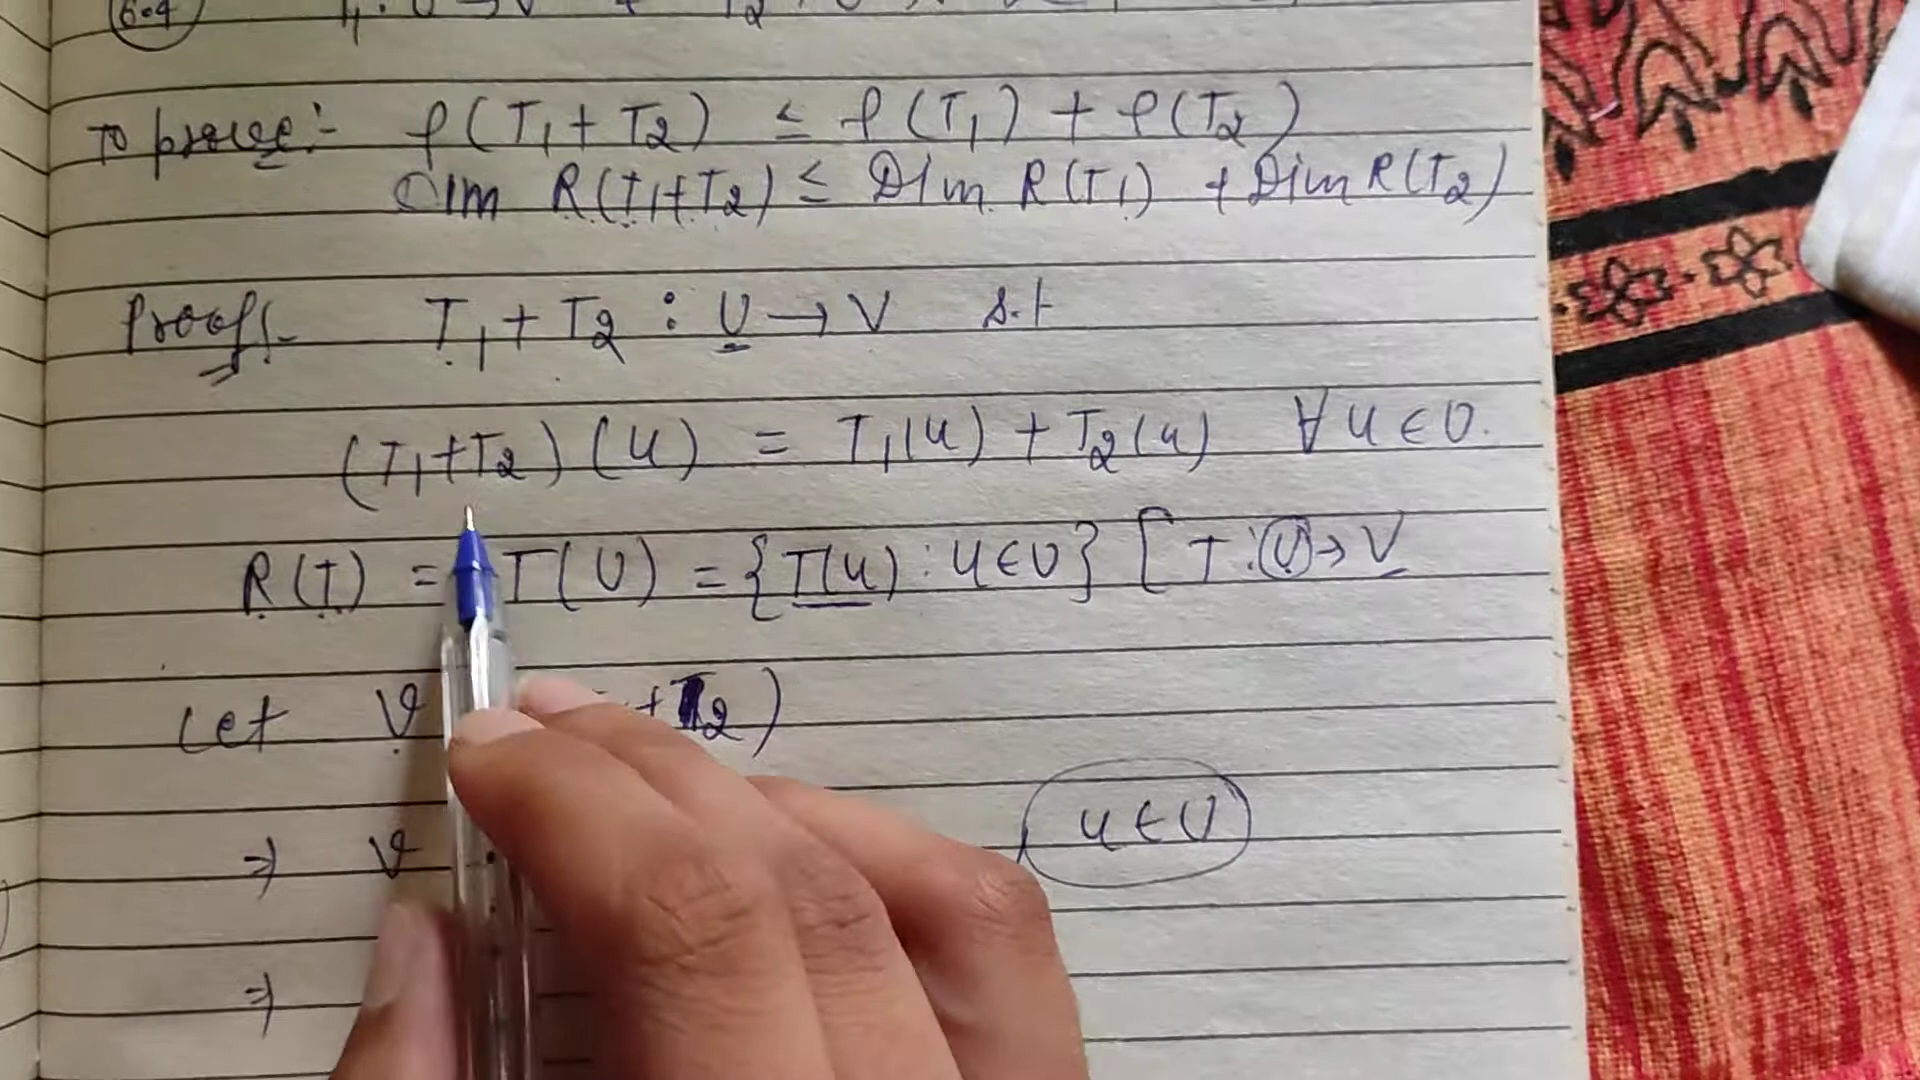 6.4
To prove:- ρ(T₁+T₂) ≤ ρ(T₁) + ρ(T₂)
Dim R(T₁+T₂) ≤ Dim R(T₁) + Dim R(T₂)
Proof:- T₁+T₂ : U → V s.t
(T₁+T₂)(u) = T₁(u) + T₂(u) ∀ u ∈ U.
R(T) = T(U) = {T(u) : u ∈ U} [T : U → V
Let v +T₂)
⇒ v u ∈ U
⇒